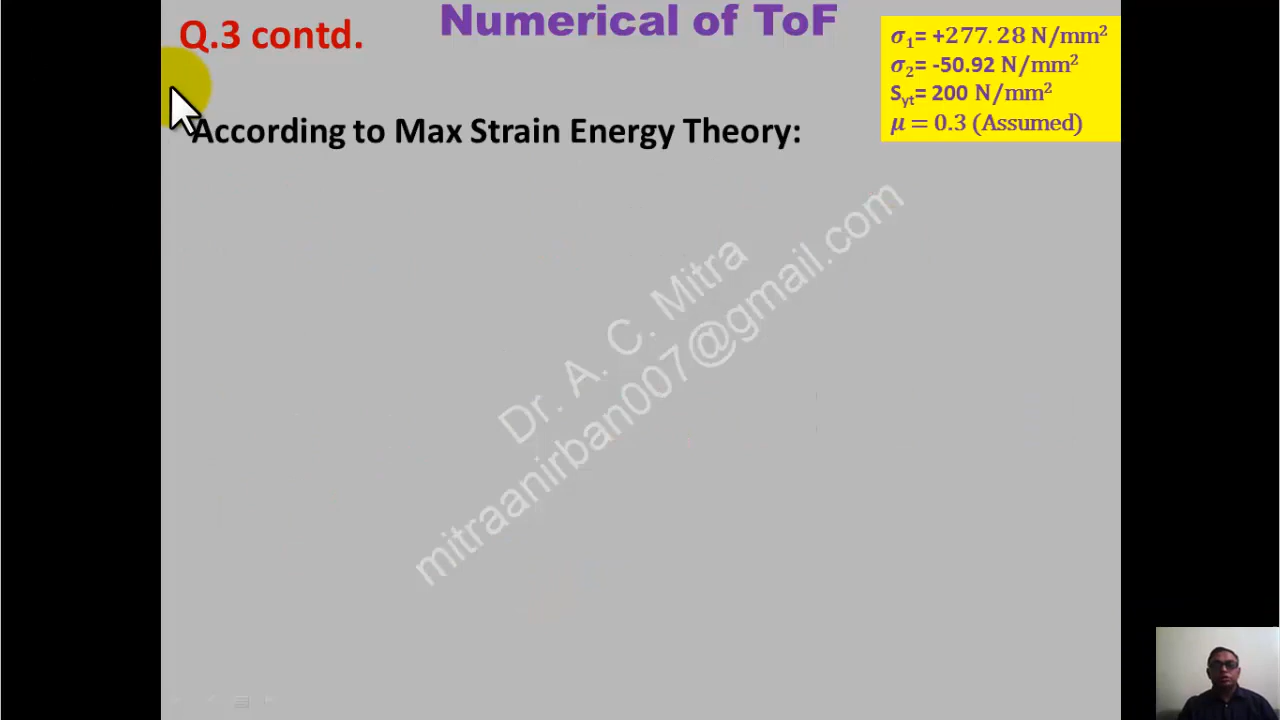 Numerical of ToF
Q.3 contd.
σ₁= +277.28 N/mm²
σ₂= -50.92 N/mm²
Sᵧₜ= 200 N/mm²
μ = 0.3 (Assumed)
According to Max Strain Energy Theory:
Dr. A. C. Mitra
mitraanirban007@gmail.com